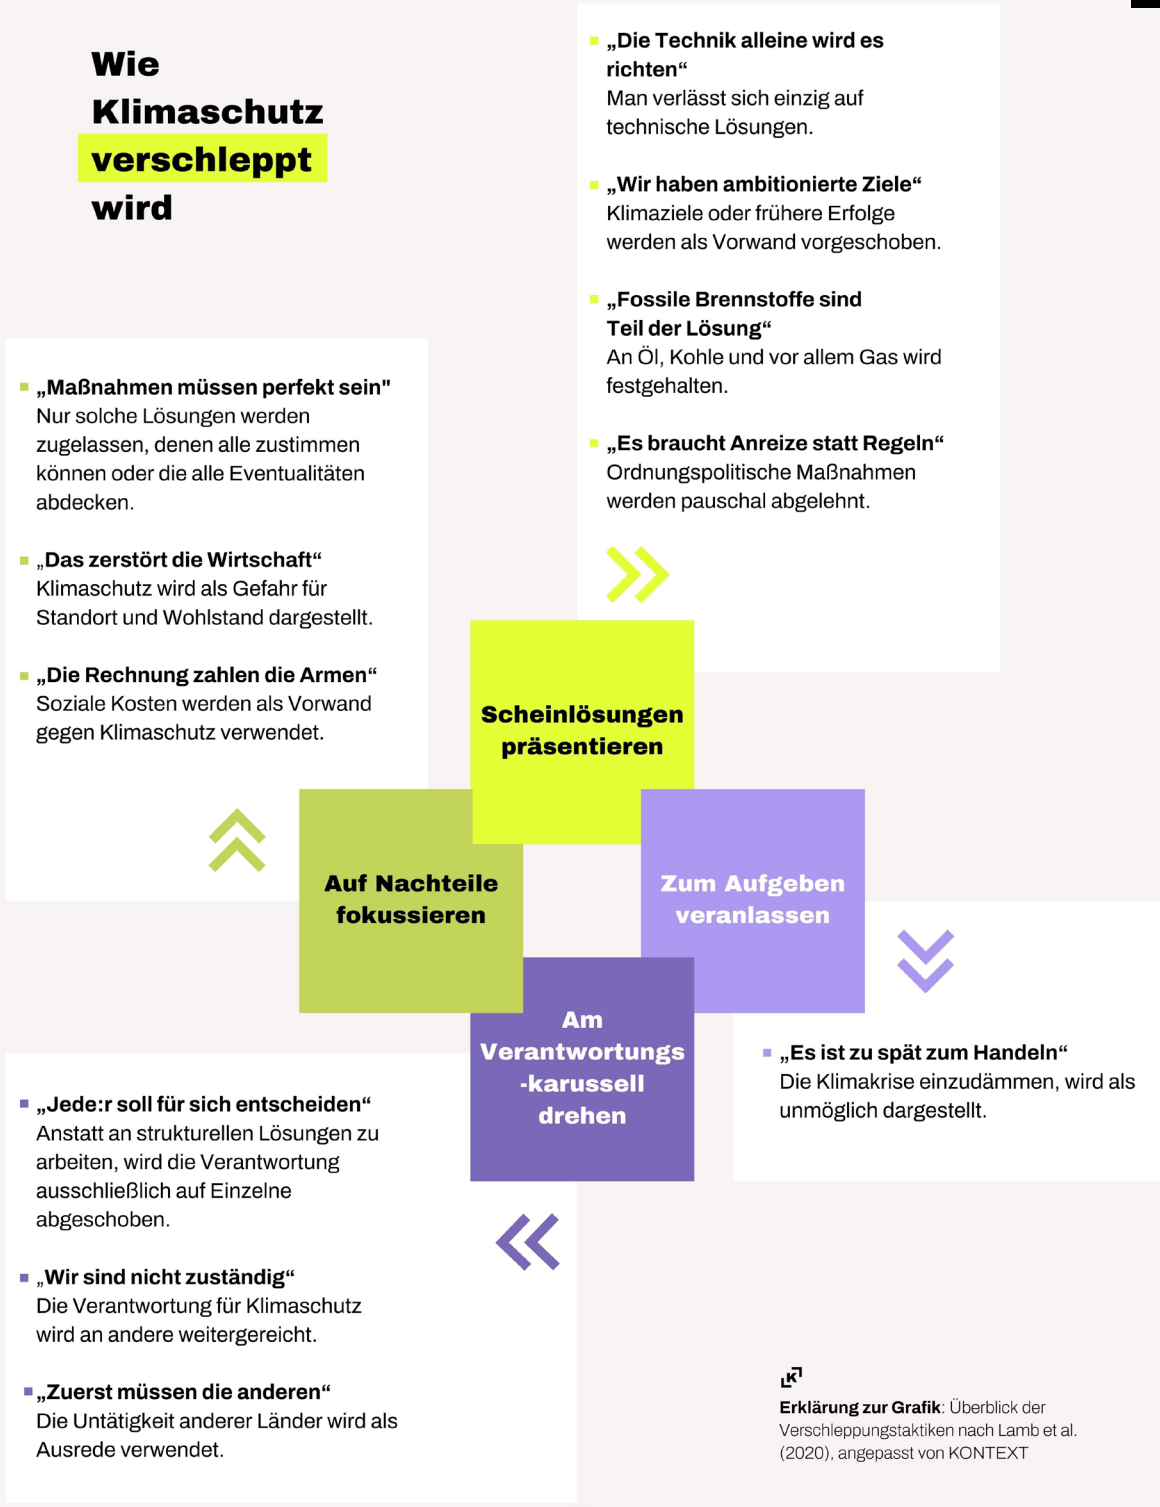 Wie
Klimaschutz
verschleppt
wird
„Die Technik alleine wird es
richten“
Man verlässt sich einzig auf
technische Lösungen.
„Wir haben ambitionierte Ziele“
Klimaziele oder frühere Erfolge
werden als Vorwand vorgeschoben.
„Fossile Brennstoffe sind
Teil der Lösung“
An Öl, Kohle und vor allem Gas wird
festgehalten.
„Es braucht Anreize statt Regeln“
Ordnungspolitische Maßnahmen
werden pauschal abgelehnt.
„Maßnahmen müssen perfekt sein"
Nur solche Lösungen werden
zugelassen, denen alle zustimmen
können oder die alle Eventualitäten
abdecken.
„Das zerstört die Wirtschaft“
Klimaschutz wird als Gefahr für
Standort und Wohlstand dargestellt.
„Die Rechnung zahlen die Armen“
Soziale Kosten werden als Vorwand
gegen Klimaschutz verwendet.
Scheinlösungen
präsentieren
Auf Nachteile
fokussieren
Zum Aufgeben
veranlassen
Am
Verantwortungs
-karussell
drehen
„Es ist zu spät zum Handeln“
Die Klimakrise einzudämmen, wird als
unmöglich dargestellt.
„Jede:r soll für sich entscheiden“
Anstatt an strukturellen Lösungen zu
arbeiten, wird die Verantwortung
ausschließlich auf Einzelne
abgeschoben.
„Wir sind nicht zuständig“
Die Verantwortung für Klimaschutz
wird an andere weitergereicht.
„Zuerst müssen die anderen“
Die Untätigkeit anderer Länder wird als
Ausrede verwendet.
K
Erklärung zur Grafik: Überblick der
Verschleppungstaktiken nach Lamb et al.
(2020), angepasst von KONTEXT